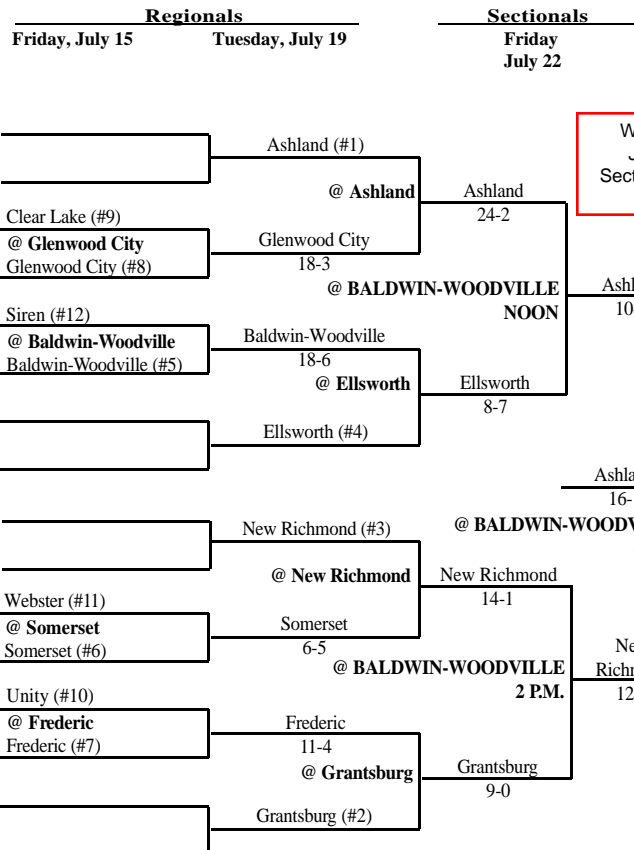 Regionals
Sectionals
Friday, July 15
Tuesday, July 19
Friday
July 22
Ashland (#1)
@ Ashland
Ashland
24-2
Clear Lake (#9)
@ Glenwood City
Glenwood City (#8)
Glenwood City
18-3
@ BALDWIN-WOODVILLE
NOON
Siren (#12)
@ Baldwin-Woodville
Baldwin-Woodville (#5)
Baldwin-Woodville
18-6
@ Ellsworth
Ellsworth
8-7
Ellsworth (#4)
16-
New Richmond (#3)
@ New Richmond
New Richmond
14-1
Webster (#11)
@ Somerset
Somerset (#6)
Somerset
6-5
@ BALDWIN-WOODVILLE
2 P.M.
Unity (#10)
@ Frederic
Frederic (#7)
Frederic
11-4
@ Grantsburg
Grantsburg
9-0
Grantsburg (#2)
@ BALDWIN-WOODV